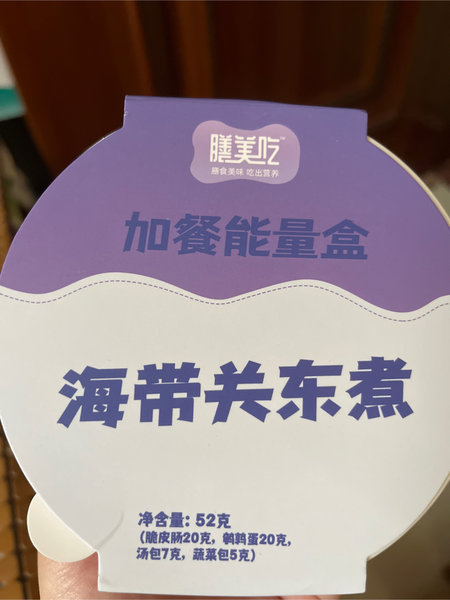 膳美吃™
膳食美味 吃出营养
加餐能量盒
海带关东煮
净含量: 52克
(脆皮肠20克, 鹌鹑蛋20克,
汤包7克, 蔬菜包5克)